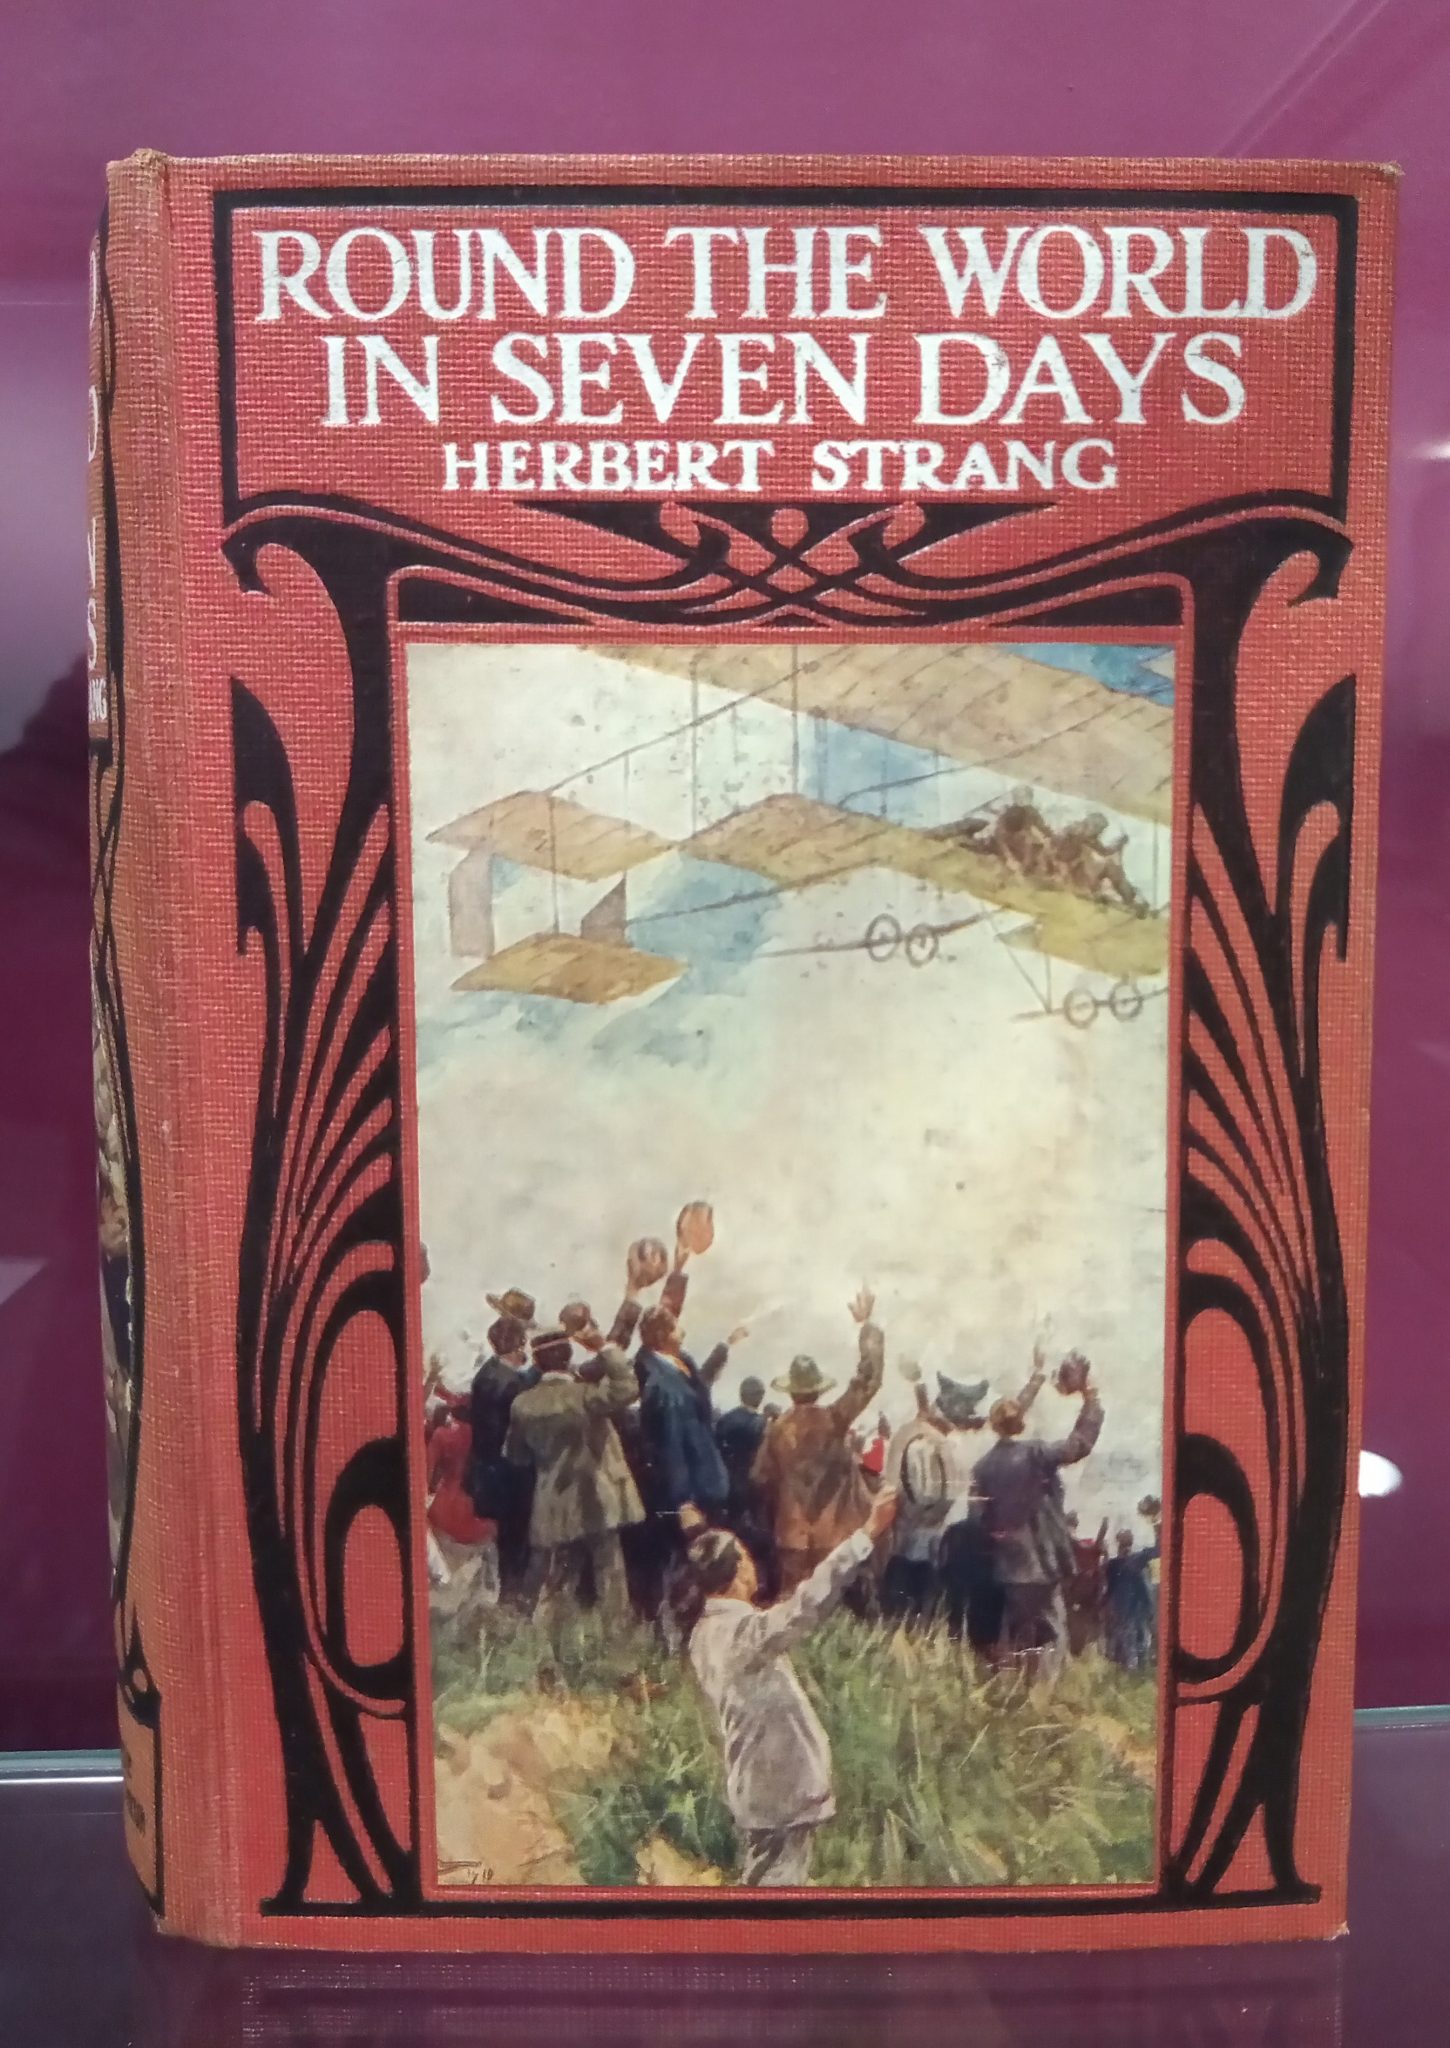 ROUND THE WORLD
IN SEVEN DAYS
HERBERT STRANG